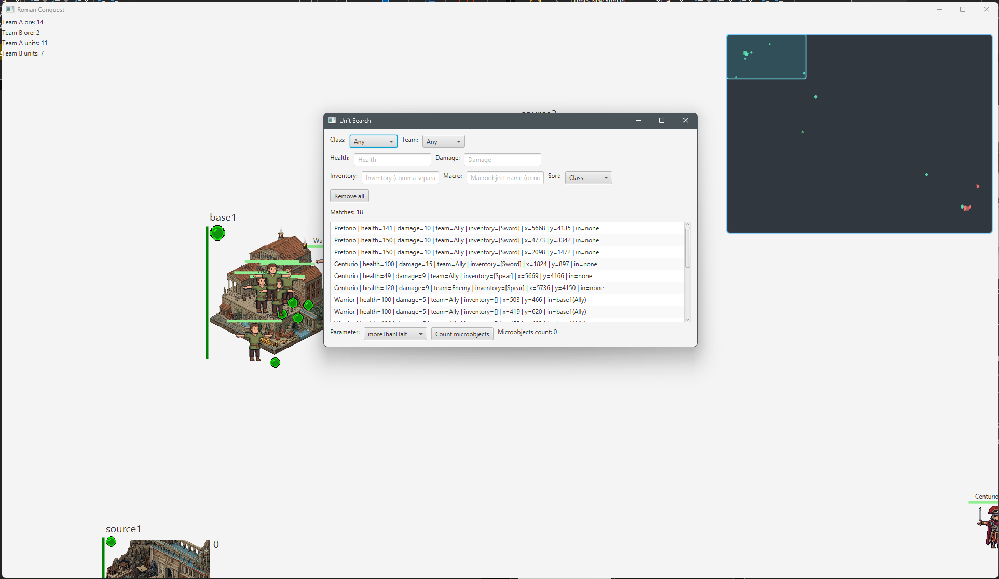 Roman Conquest
Team A ore: 14
Team B ore: 2
Team A units: 11
Team B units: 7
Unit Search
Class: Any Team: Any
Health: Health Damage: Damage
Inventory: Inventory (comma separa Macro: Macroobject name (or no Sort: Class
Remove all
Matches: 18
Pretorio | health=141 | damage=10 | team=Ally | inventory=[Sword] | x=5668 | y=4135 | in=none
Pretorio | health=150 | damage=10 | team=Ally | inventory=[Sword] | x=4773 | y=3342 | in=none
Pretorio | health=150 | damage=10 | team=Ally | inventory=[Sword] | x=2098 | y=1472 | in=none
Centurio | health=100 | damage=15 | team=Ally | inventory=[Sword] | x=1824 | y=897 | in=none
Centurio | health=49 | damage=9 | team=Ally | inventory=[Spear] | x=5669 | y=4166 | in=none
Centurio | health=120 | damage=9 | team=Enemy | inventory=[Spear] | x=5736 | y=4150 | in=none
Warrior | health=100 | damage=5 | team=Ally | inventory=[] | x=503 | y=466 | in=base1(Ally)
Warrior | health=100 | damage=5 | team=Ally | inventory=[] | x=419 | y=620 | in=base1(Ally)
Parameter: moreThanHalf Count microobjects Microobjects count: 0
base1
source1
0
Centurio